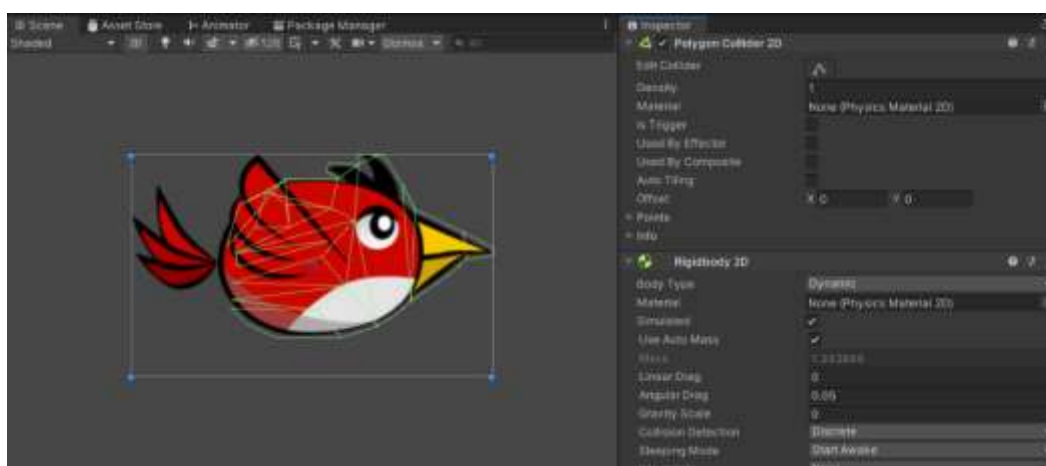 Scene Asset Store Animator Package Manager
Shaded Gizmos
Inspector
Polygon Collider 2D
Edit Collider
Density 1
Material None (Physics Material 2D)
Is Trigger
Used By Effector
Used By Composite
Auto Tiling
Offset X 0 Y 0
Points
Info
Rigidbody 2D
Body Type Dynamic
Material None (Physics Material 2D)
Simulated
Use Auto Mass
Mass
Linear Drag 0
Angular Drag 0.05
Gravity Scale 0
Collision Detection Discrete
Sleeping Mode Start Awake